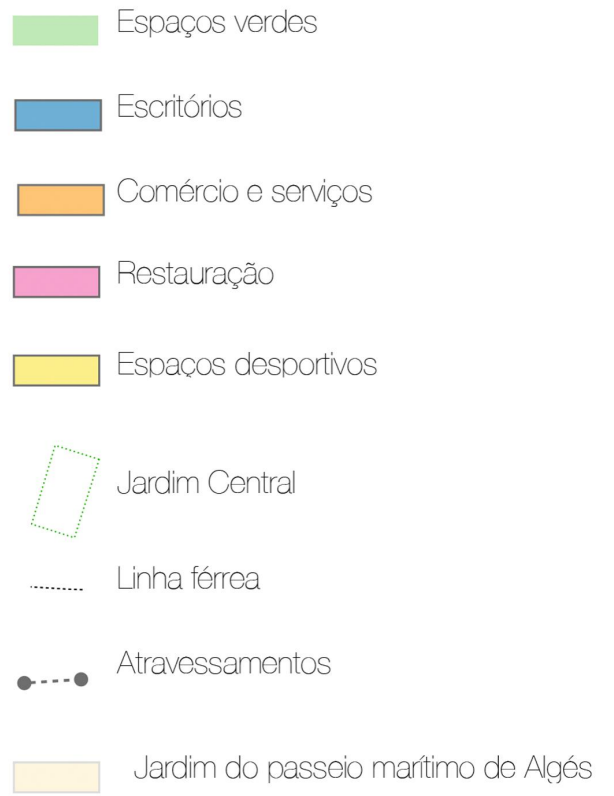 Espaços verdes
Escritórios
Comércio e serviços
Restauração
Espaços desportivos
Jardim Central
Linha férrea
Atravessamentos
Jardim do passeio marítimo de Algés